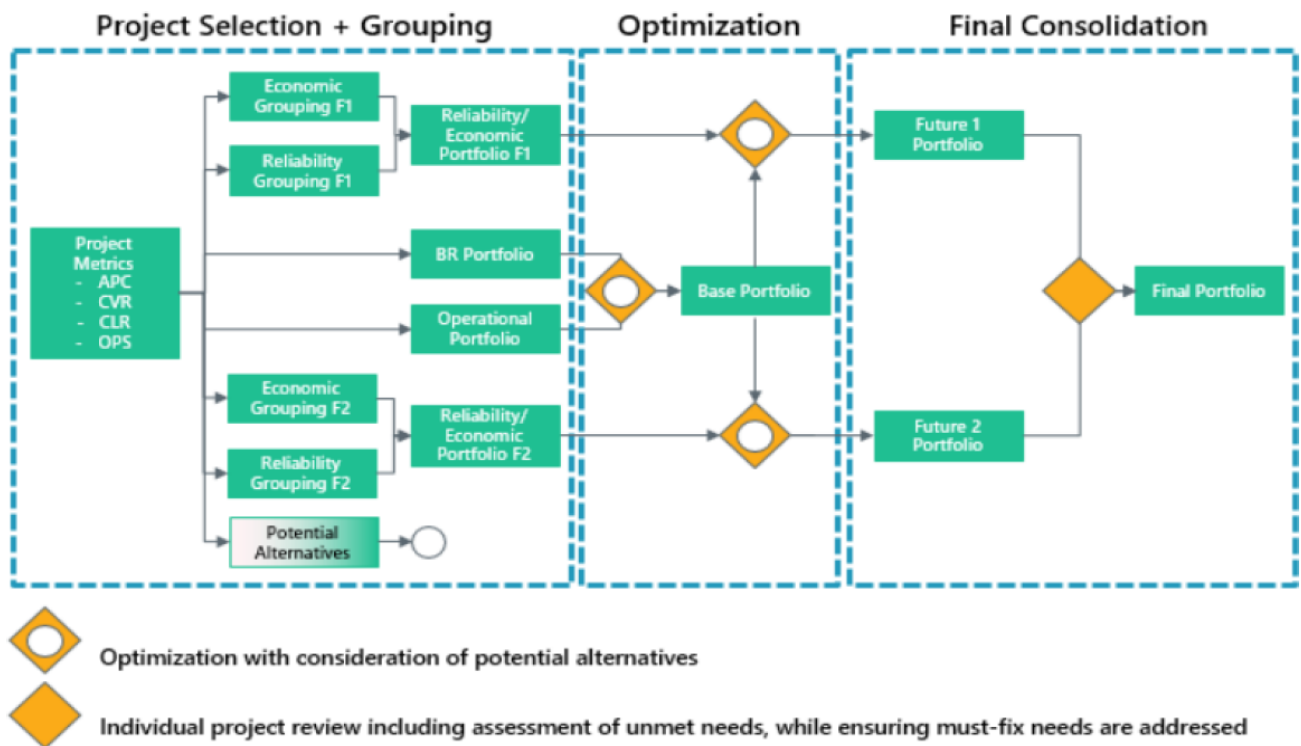 Project Selection + Grouping
Optimization
Final Consolidation
Economic
Grouping F1
Reliability
Grouping F1
Reliability/
Economic
Portfolio F1
Future 1
Portfolio
Project
Metrics
- APC
- CVR
- CLR
- OPS
BR Portfolio
Operational
Portfolio
Base Portfolio
Final Portfolio
Economic
Grouping F2
Reliability
Grouping F2
Reliability/
Economic
Portfolio F2
Future 2
Portfolio
Potential
Alternatives
Optimization with consideration of potential alternatives
Individual project review including assessment of unmet needs, while ensuring must-fix needs are addressed